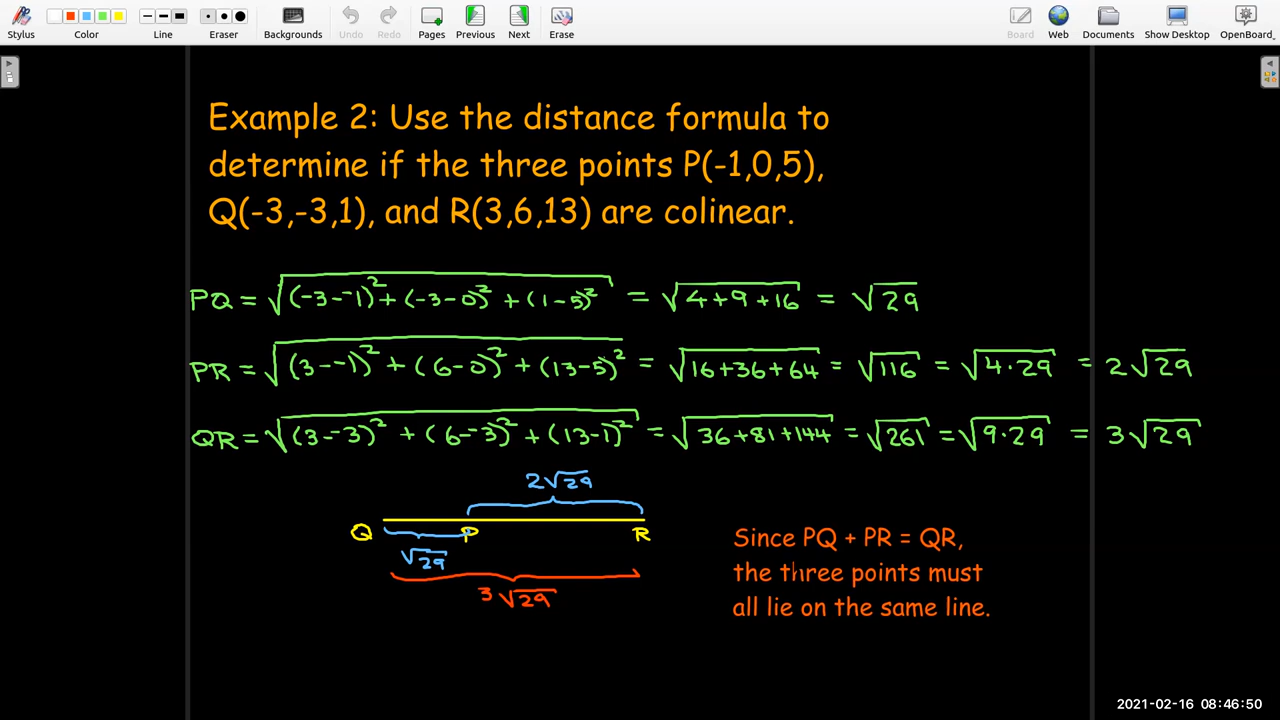 Stylus Color Line Eraser Backgrounds Undo Redo Pages Previous Next Erase Board Web Documents Show Desktop OpenBoard
Example 2: Use the distance formula to
determine if the three points P(-1,0,5),
Q(-3,-3,1), and R(3,6,13) are colinear.
PQ = √((-3--1)² + (-3-0)² + (1-5)²) = √(4+9+16) = √29
PR = √((3--1)² + (6-0)² + (13-5)²) = √(16+36+64) = √116 = √(4·29) = 2√29
QR = √((3--3)² + (6--3)² + (13-1)²) = √(36+81+144) = √261 = √(9·29) = 3√29
2√29
Q P R
√29
3√29
Since PQ + PR = QR,
the three points must
all lie on the same line.
2021-02-16 08:46:50